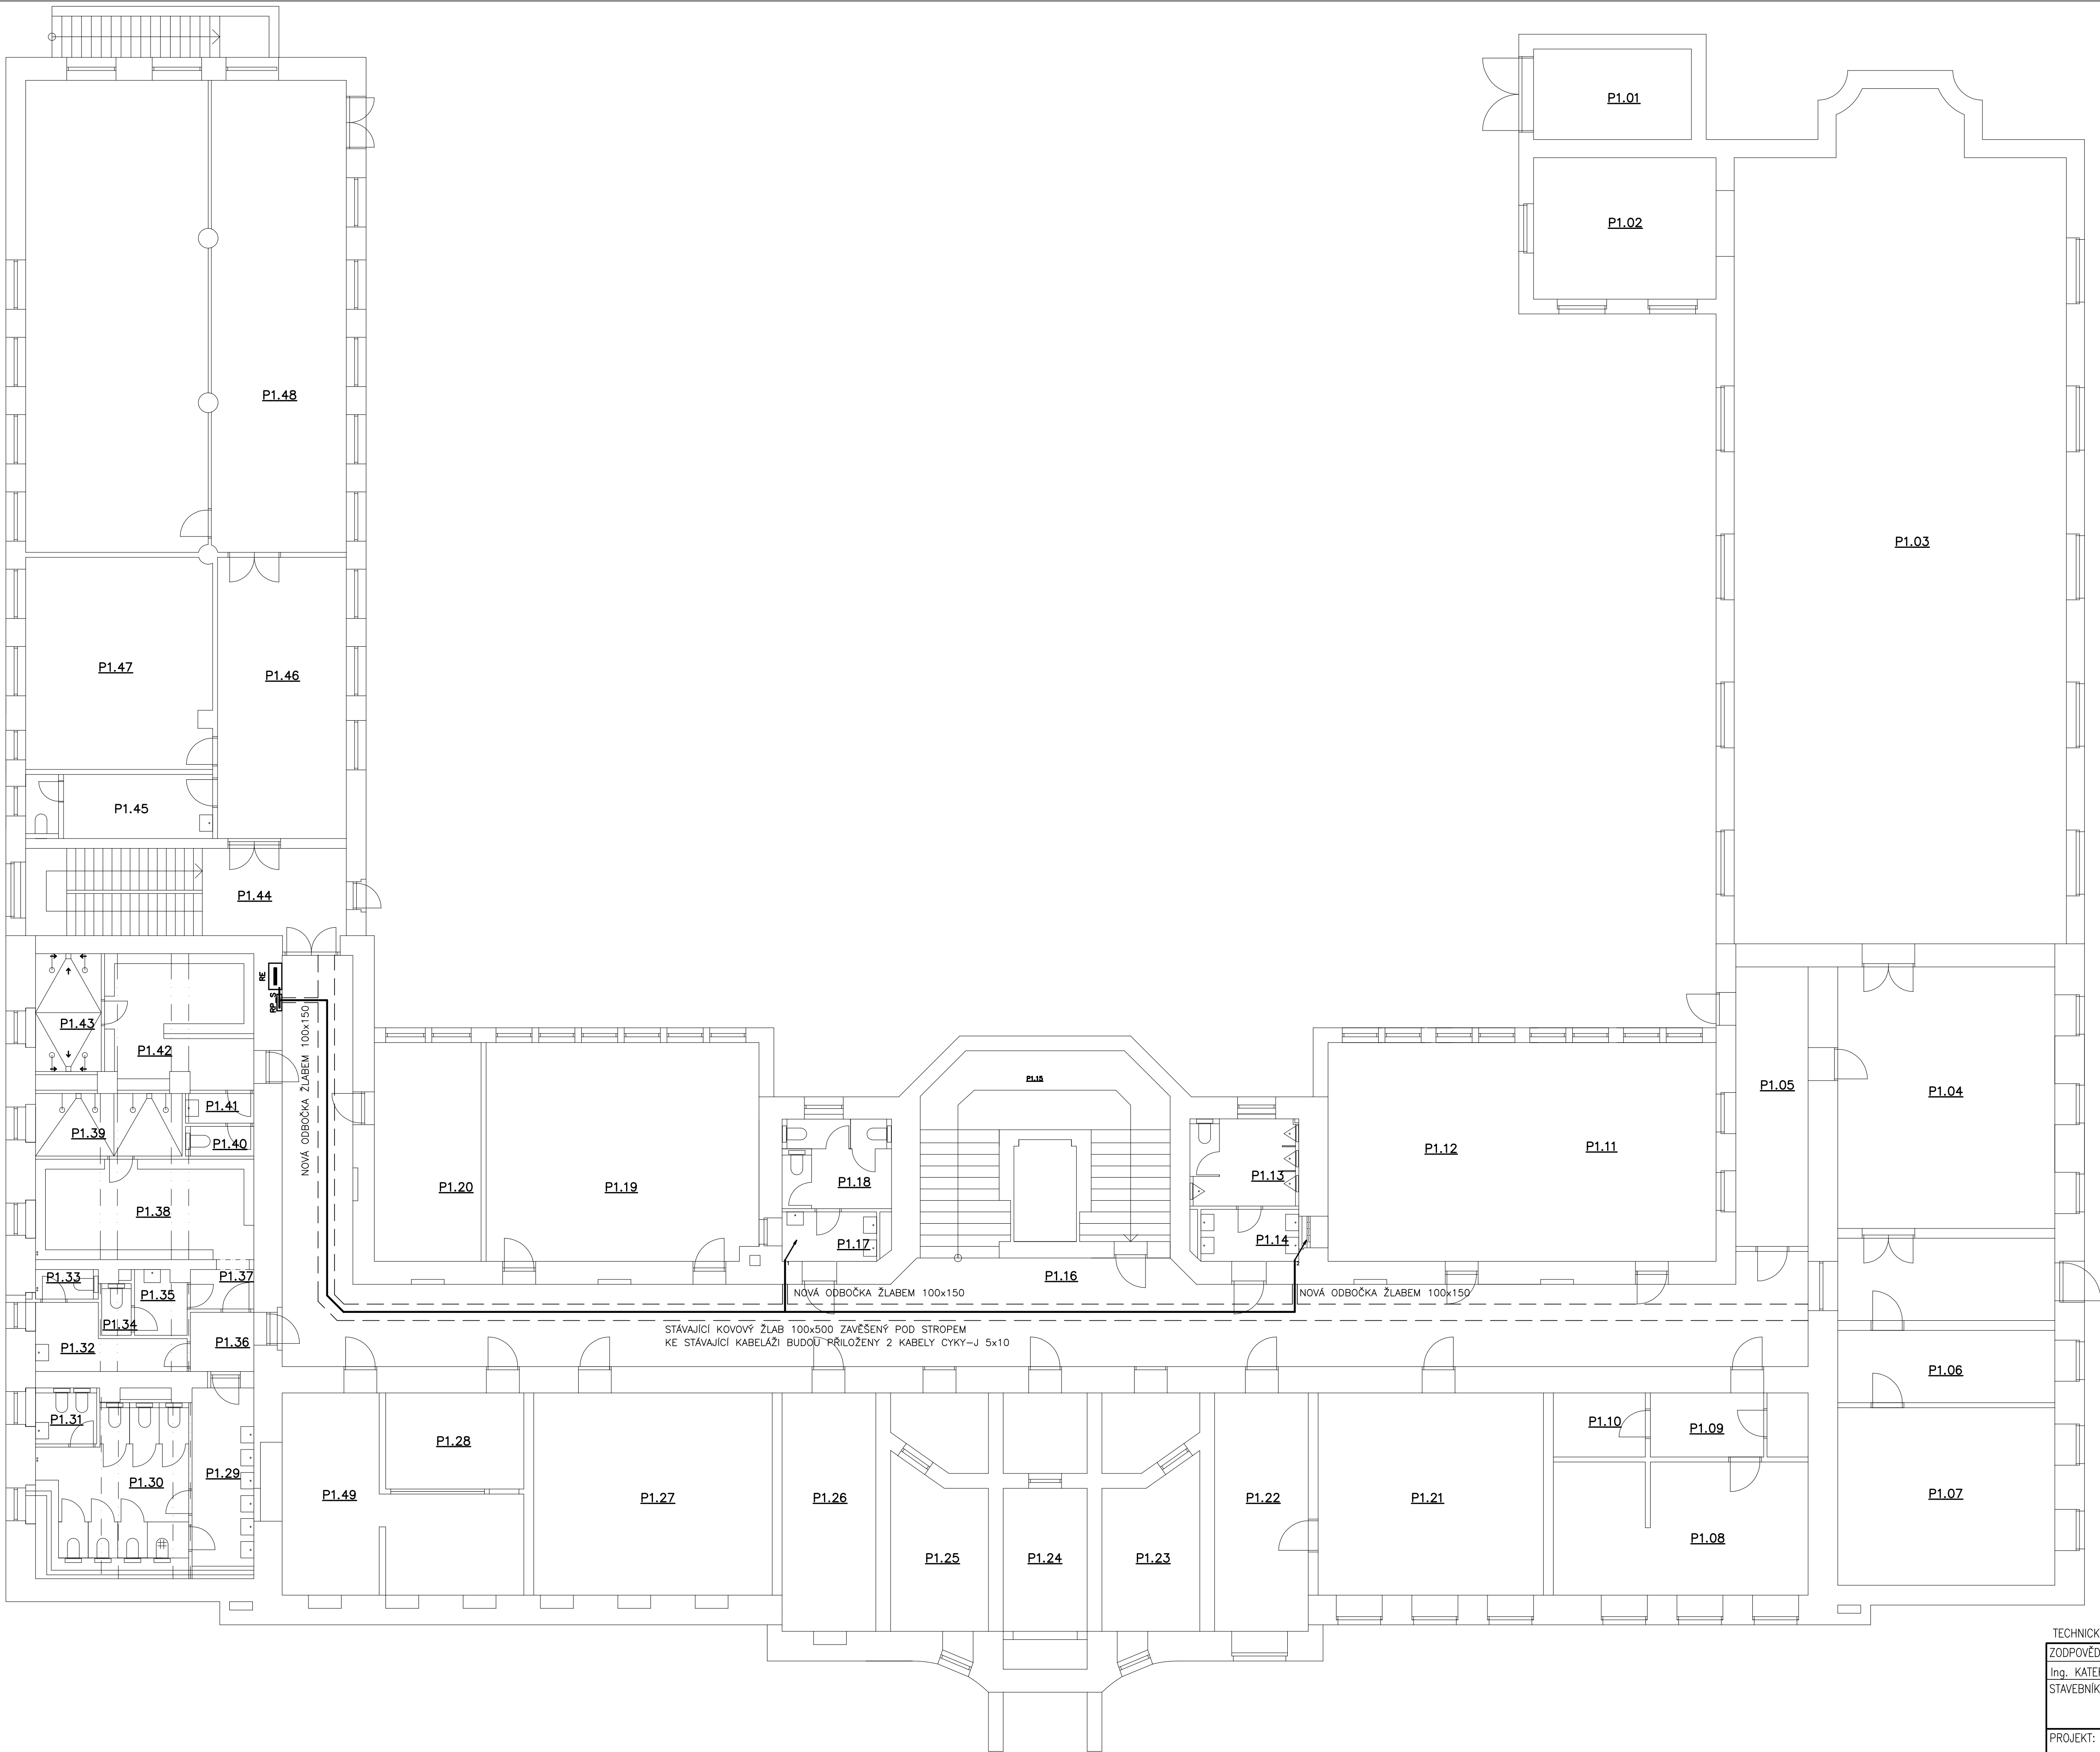 P1.01
P1.02
P1.48
P1.03
P1.47
P1.46
P1.45
P1.44
RE
RP-S
P1.43
P1.42
NOVÁ ODBOČKA ŽLABEM 100x150
P1.15
P1.05
P1.04
P1.41
P1.39
P1.40
P1.12
P1.11
P1.13
P1.18
P1.20
P1.19
P1.38
P1.17
P1.14
1
2
P1.33
P1.37
P1.16
P1.35
NOVÁ ODBOČKA ŽLABEM 100x150
NOVÁ ODBOČKA ŽLABEM 100x150
P1.34
STÁVAJÍCÍ KOVOVÝ ŽLAB 100x500 ZAVĚŠENÝ POD STROPEM
KE STÁVAJÍCÍ KABELÁŽI BUDOU PŘILOŽENY 2 KABELY CYKY-J 5x10
P1.32
P1.36
P1.06
P1.31
P1.10
P1.09
P1.28
P1.29
P1.30
P1.49
P1.27
P1.26
P1.22
P1.21
P1.07
P1.08
P1.25
P1.24
P1.23
TECHNICK
ZODPOVĚD
Ing. KATE
STAVEBNÍK
PROJEKT: